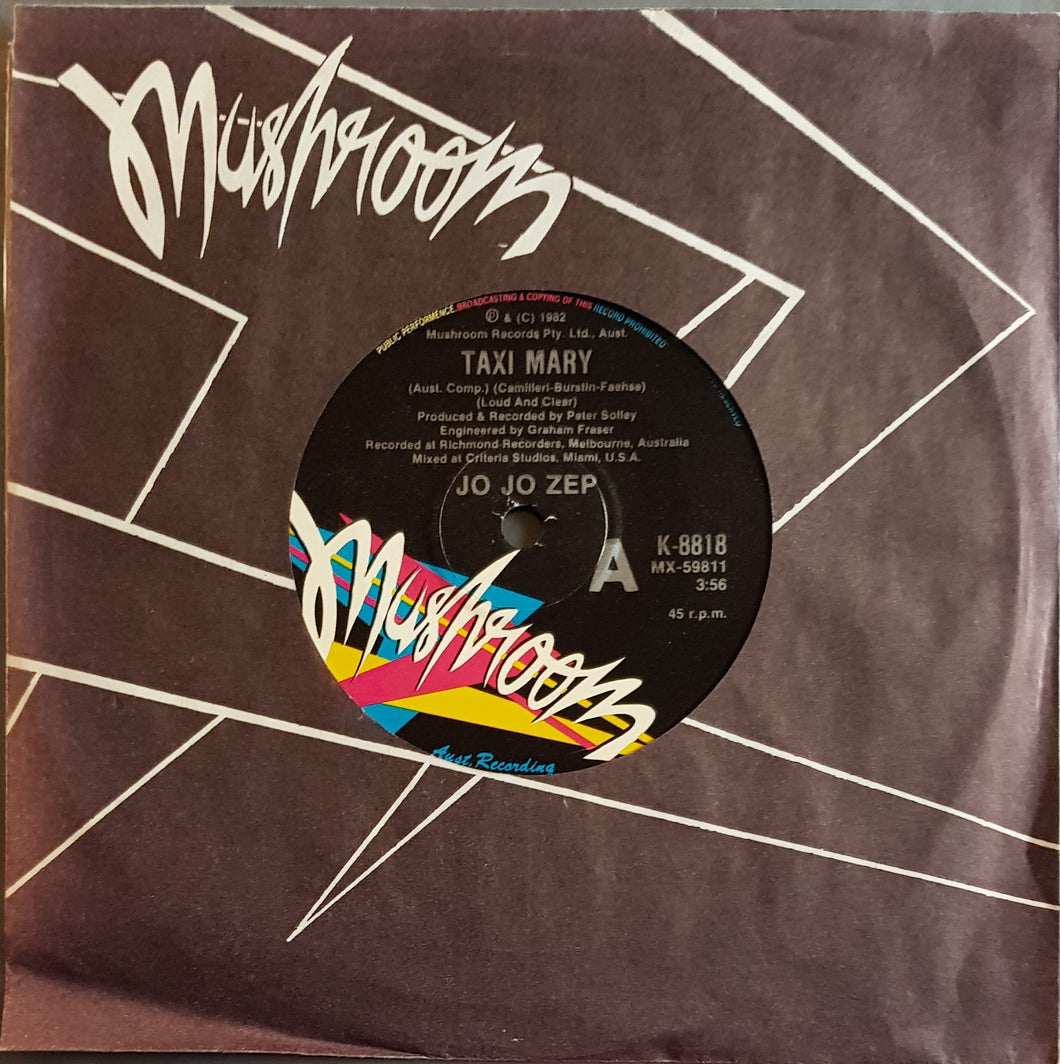 Mushroom
PUBLIC PERFORMENCE, BROADCASTING & COPYING OF THIS RECORD PROHIBITED
℗ & (C) 1982
Mushroom Records Pty. Ltd., Aust.
TAXI MARY
(Aust. Comp.) (Camilleri-Burstin-Faehse)
(Loud And Clear)
Produced & Recorded by Peter Solley
Engineered by Graham Fraser
Recorded at Richmond Recorders, Melbourne, Australia
Mixed at Criteria Studios, Miami, U.S.A.
JO JO ZEP
A
K-8818
MX-59811
3:56
45 r.p.m.
Mushroom
Aust. Recording